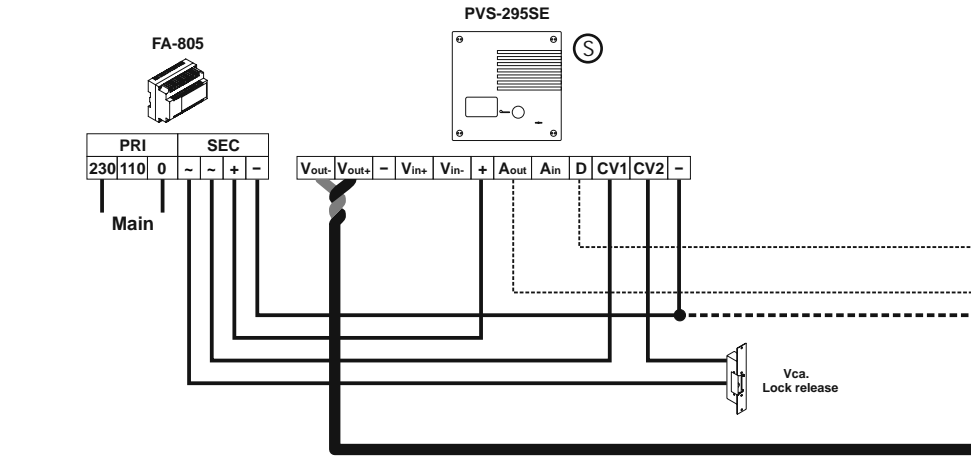 PVS-295SE
FA-805
S
PRI SEC
230 110 0 ~ ~ + −
Vout- Vout+ − Vin+ Vin- + Aout Ain D CV1 CV2 −
Main
Vca.
Lock release